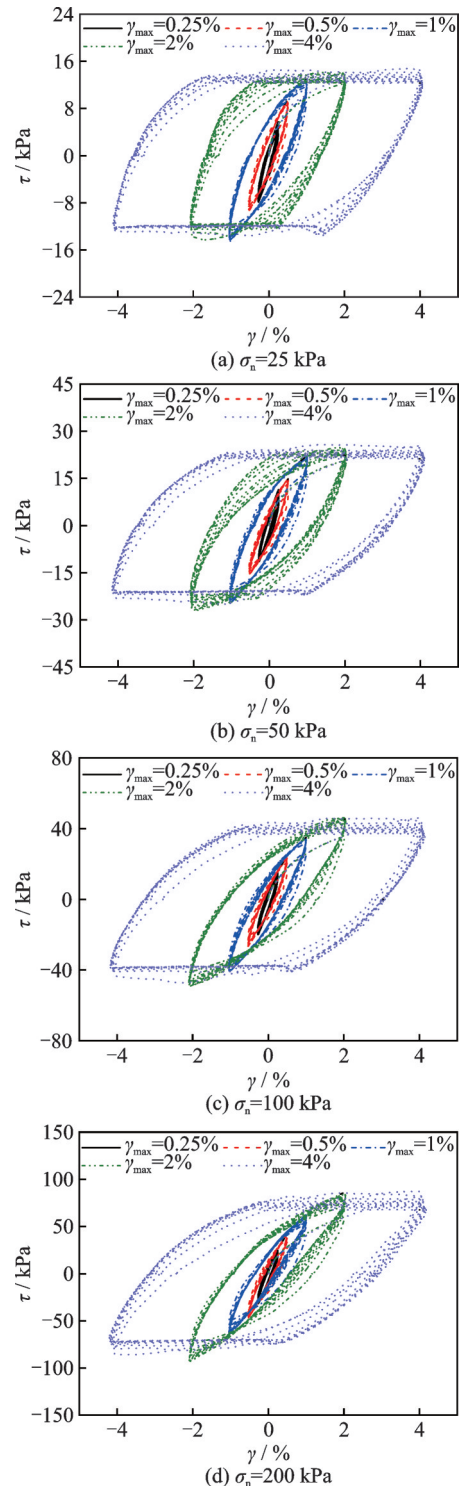 24
γmax=0.25% γmax=0.5% γmax=1%
γmax=2% γmax=4%
16
8
0
−8
−16
−24
τ / kPa
−4 −2 0 2 4
γ / %
(a) σn=25 kPa
45
γmax=0.25% γmax=0.5% γmax=1%
γmax=2% γmax=4%
30
15
0
−15
−30
−45
τ / kPa
−4 −2 0 2 4
γ / %
(b) σn=50 kPa
80
γmax=0.25% γmax=0.5% γmax=1%
γmax=2% γmax=4%
40
0
−40
−80
τ / kPa
−4 −2 0 2 4
γ / %
(c) σn=100 kPa
150
γmax=0.25% γmax=0.5% γmax=1%
γmax=2% γmax=4%
100
50
0
−50
−100
−150
τ / kPa
−4 −2 0 2 4
γ / %
(d) σn=200 kPa